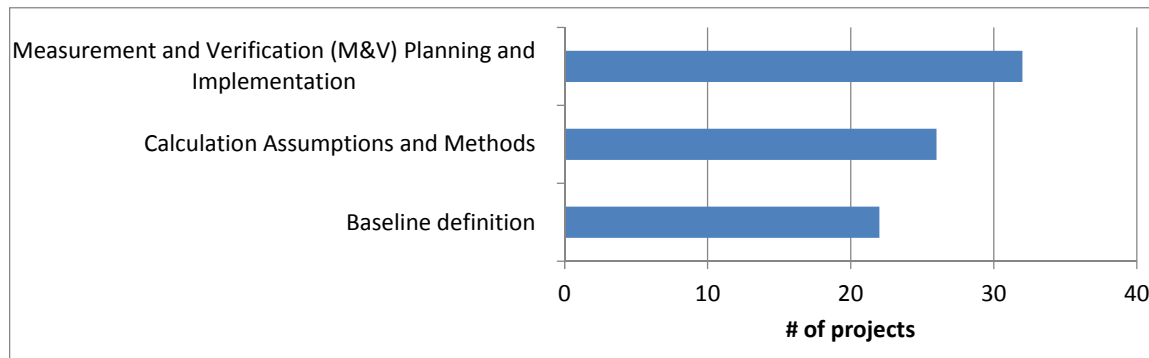 Measurement and Verification (M&V) Planning and
Implementation
Calculation Assumptions and Methods
Baseline definition
0 10 20 30 40
# of projects